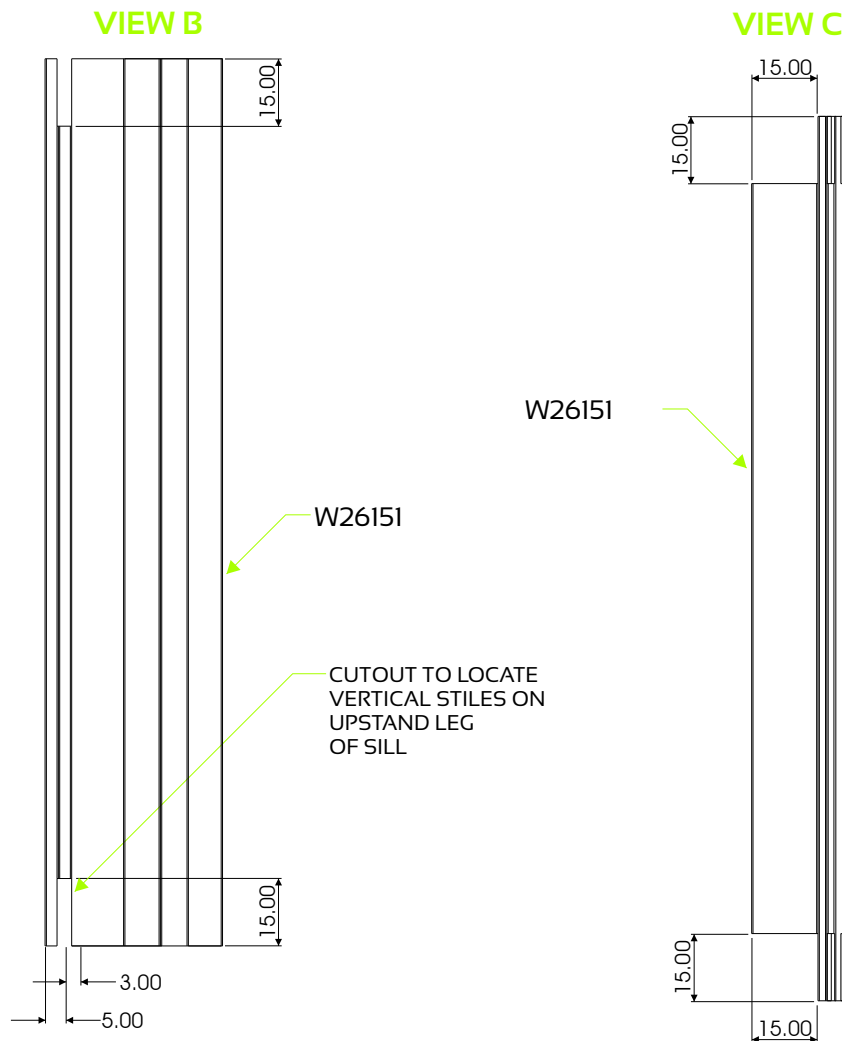 VIEW B
VIEW C
15.00
15.00
15.00
W26151
W26151
CUTOUT TO LOCATE
VERTICAL STILES ON
UPSTAND LEG
OF SILL
15.00
15.00
3.00
5.00
15.00